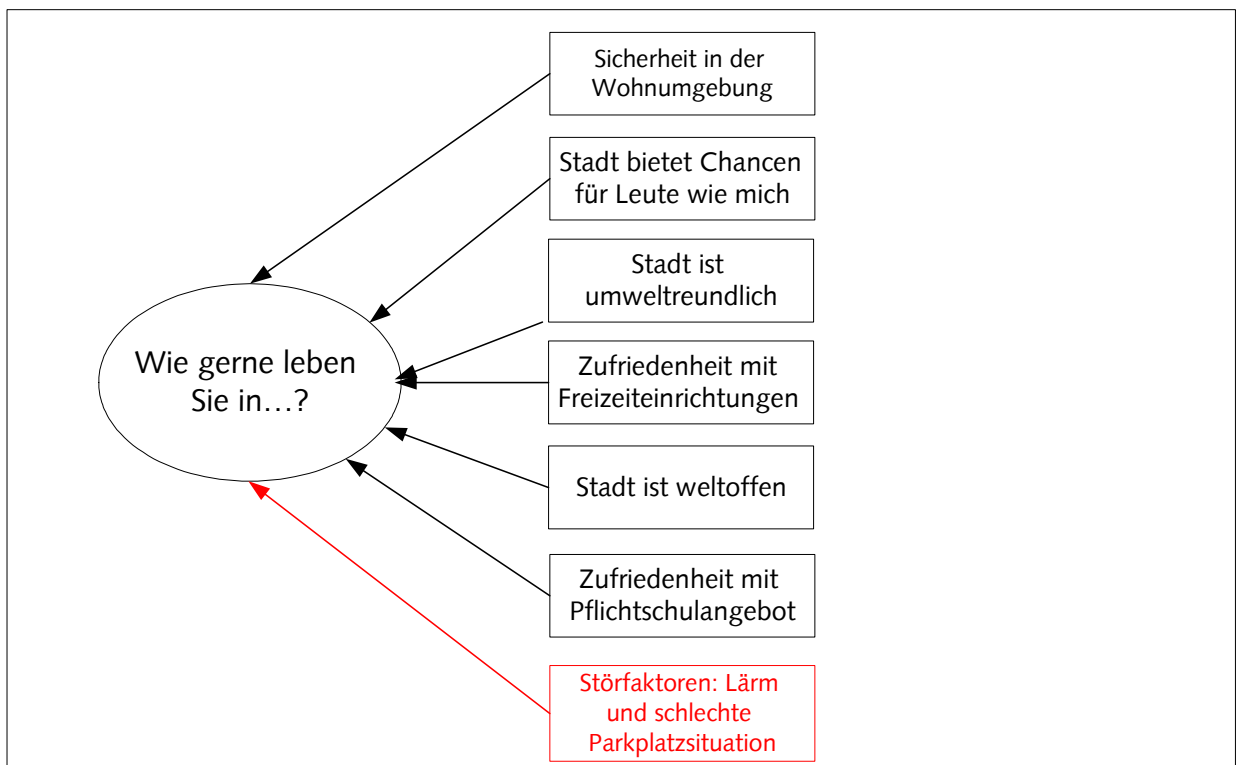 Sicherheit in der
Wohnumgebung
Stadt bietet Chancen
für Leute wie mich
Stadt ist
umweltreundlich
Wie gerne leben
Sie in...?
Zufriedenheit mit
Freizeiteinrichtungen
Stadt ist weltoffen
Zufriedenheit mit
Pflichtschulangebot
Störfaktoren: Lärm
und schlechte
Parkplatzsituation